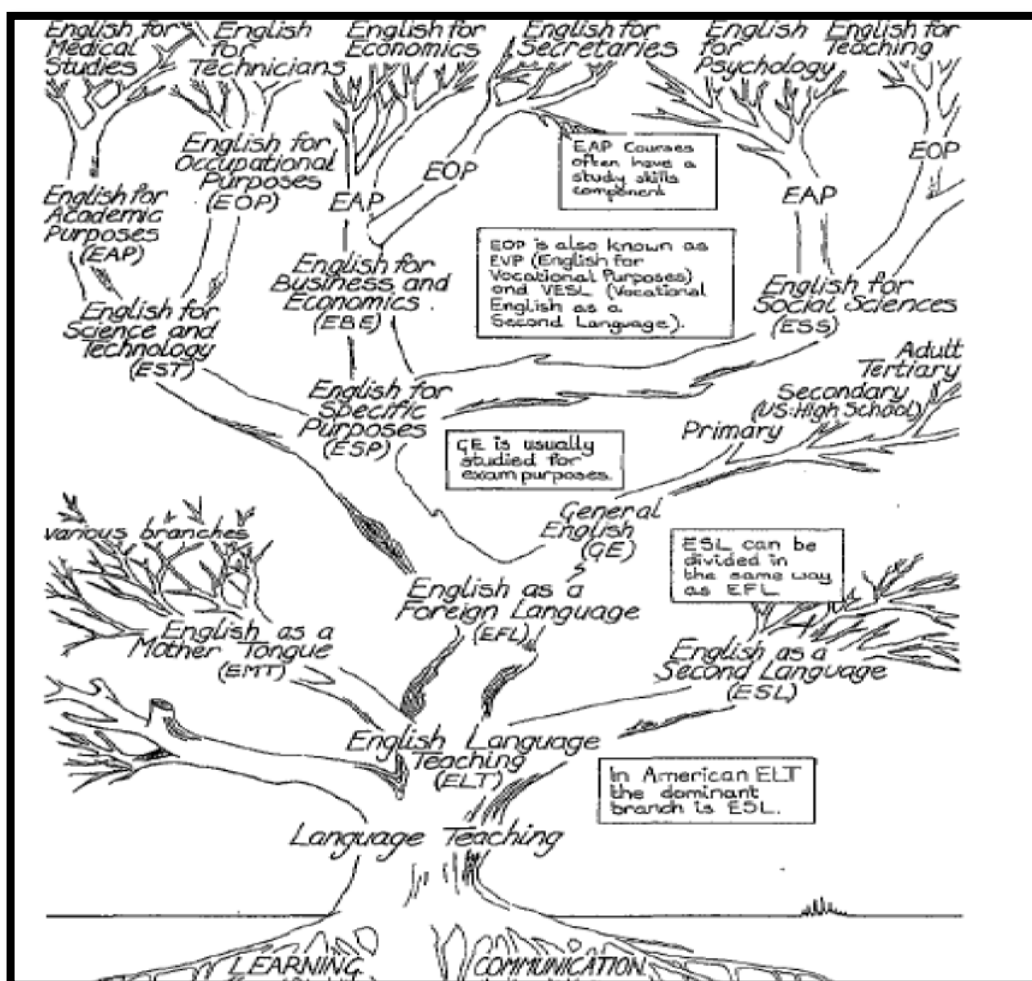 English for
Medical
Studies
English
for
Technicians
English for
Economics
English for
Secretaries
English
for
Psychology
English for
Teaching
English for
Occupational
Purposes
(EOP)
EAP
EOP
EAP Courses
often have a
study skills
component
EAP
EOP
English for
Academic
Purposes
(EAP)
English for
Business and
Economics
(EBE)
EOP is also known as
EVP (English for
Vocational Purposes)
and VESL (Vocational
English as a
Second Language).
English for
Social Sciences
(ESS)
English for
Science and
Technology
(EST)
English for
Specific
Purposes
(ESP)
Adult
Tertiary
Secondary
(US:High School)
Primary
GE is usually
studied for
exam purposes.
General
English
(GE)
various branches
ESL can be
divided in
the same way
as EFL
English as a
Foreign Language
(EFL)
English as a
Mother Tongue
(EMT)
English as a
Second Language
(ESL)
English Language
Teaching
(ELT)
In American ELT
the dominant
branch is ESL.
Language Teaching
LEARNING
COMMUNICATION